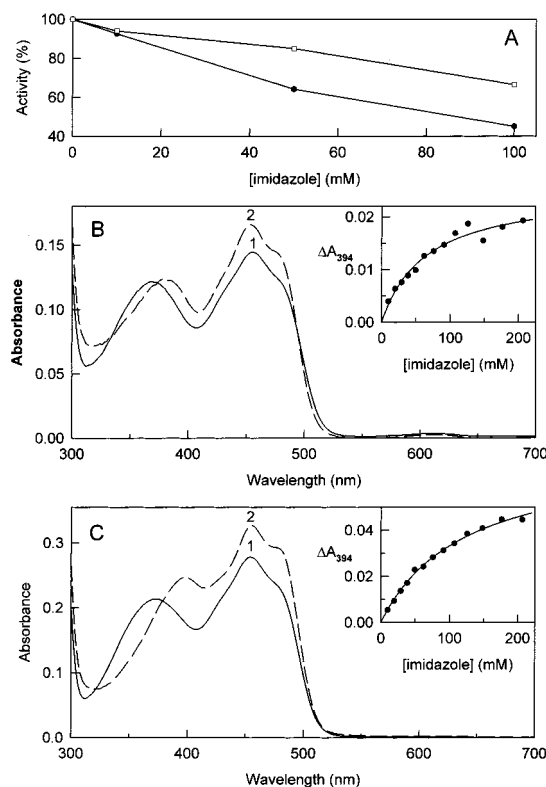 A
Activity (%)
100
80
60
40
0 20 40 60 80 100
[imidazole] (mM)
B
Absorbance
0.15
0.10
0.05
0.00
2
1
300 400 500 600 700
Wavelength (nm)
ΔA394
0.02
0.01
0.00
0 100 200
[imidazole] (mM)
C
Absorbance
0.3
0.2
0.1
0.0
2
1
300 400 500 600 700
Wavelength (nm)
ΔA394
0.04
0.02
0.00
0 100 200
[imidazole] (mM)